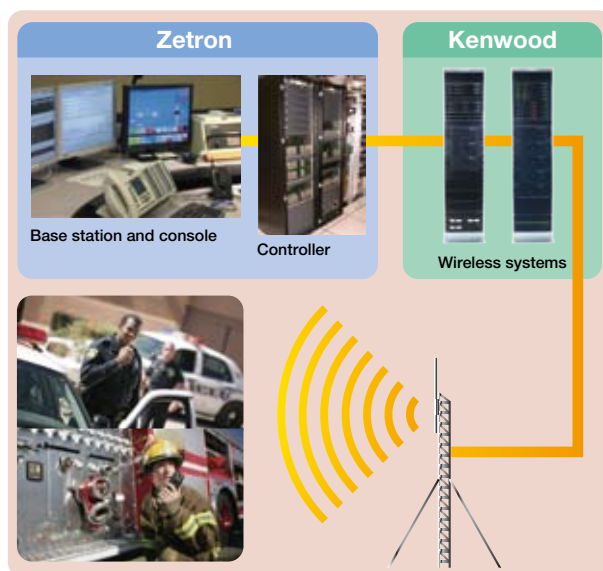 Zetron
Kenwood
Base station and console
Controller
Wireless systems